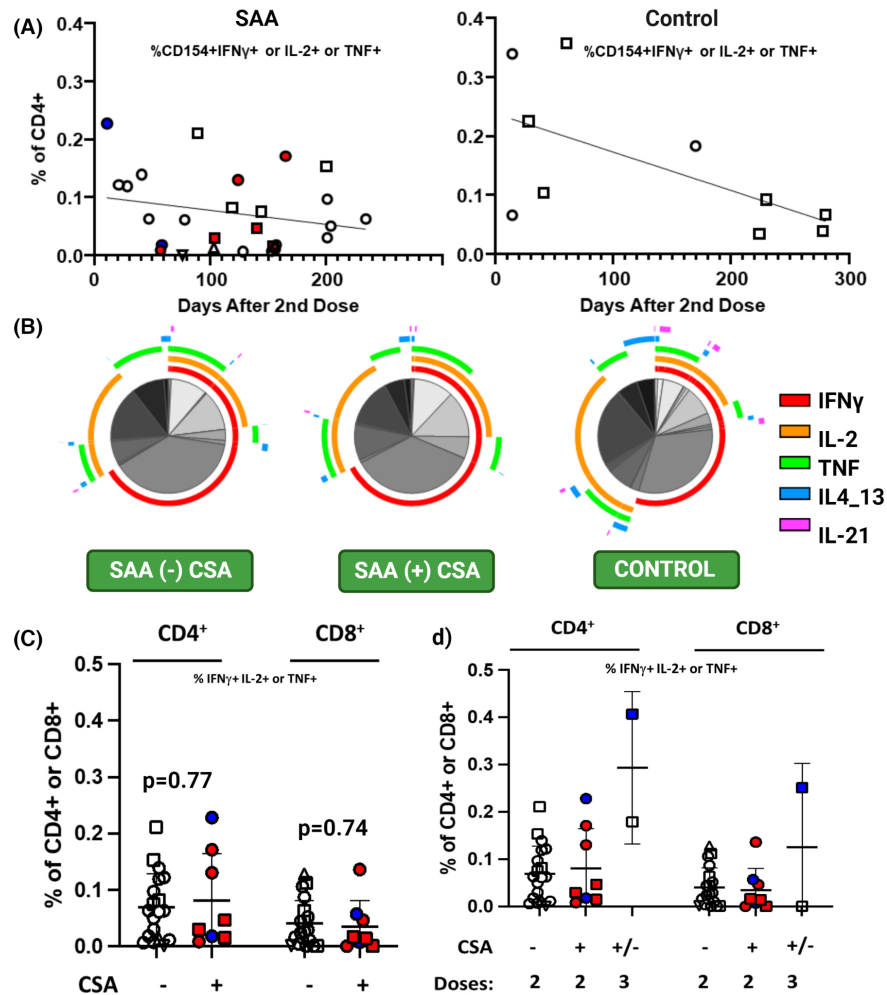 (A)
SAA
%CD154+IFNγ+ or IL-2+ or TNF+
% of CD4+
0.4
0.3
0.2
0.1
0.0
0 100 200
Days After 2nd Dose
Control
%CD154+IFNγ+ or IL-2+ or TNF+
0.4
0.3
0.2
0.1
0.0
0 100 200 300
Days After 2nd Dose
(B)
IFNγ
IL-2
TNF
IL4_13
IL-21
SAA (-) CSA
SAA (+) CSA
CONTROL
(C)
CD4+ CD8+
% IFNγ+ IL-2+ or TNF+
% of CD4+ or CD8+
0.5
0.4
0.3
0.2
0.1
0.0
p=0.77
p=0.74
CSA - + - +
d)
CD4+ CD8+
% IFNγ+ IL-2+ or TNF+
% of CD4+ or CD8+
0.5
0.4
0.3
0.2
0.1
0.0
CSA - + +/- - + +/-
Doses: 2 2 3 2 2 3